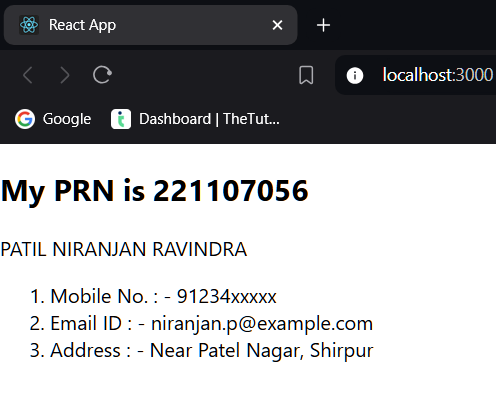 React App
localhost:3000
Google
Dashboard | TheTut...
My PRN is 221107056
PATIL NIRANJAN RAVINDRA
1. Mobile No. : - 91234xxxxx
2. Email ID : - niranjan.p@example.com
3. Address : - Near Patel Nagar, Shirpur